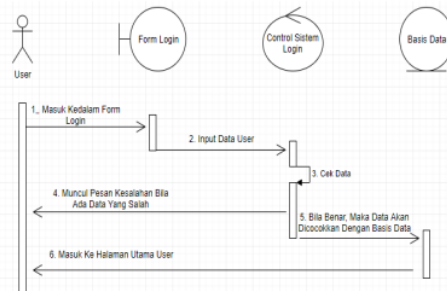 Form Login
Control Sistem
Login
Basis Data
User
1,, Masuk Kedalam Form
Login
2. Input Data User
3. Cek Data
4. Muncul Pesan Kesalahan Bila
Ada Data Yang Salah
5. Bila Benar, Maka Data Akan
Dicocokkan Dengan Basis Data
6. Masuk Ke Halaman Utama User